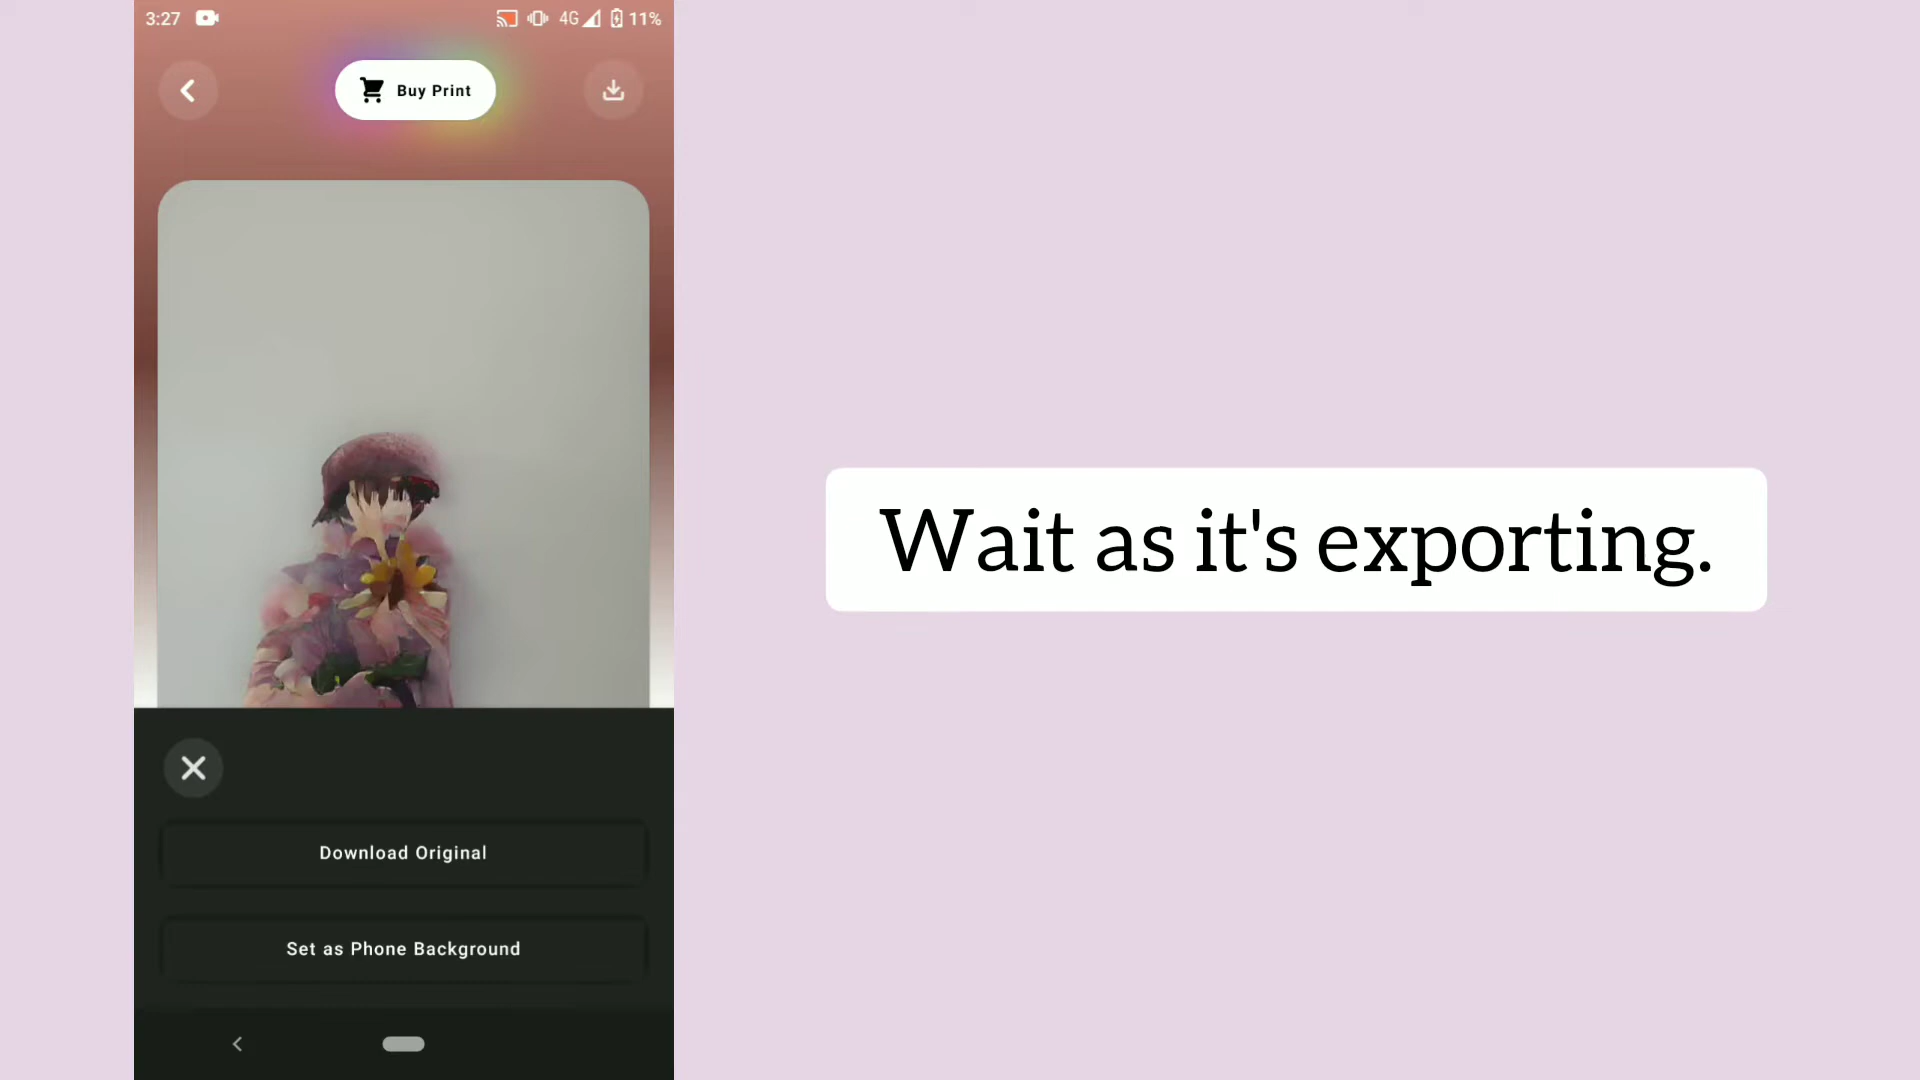 3:27 4G 11%
Buy Print
Wait as it's exporting.
Download Original
Set as Phone Background